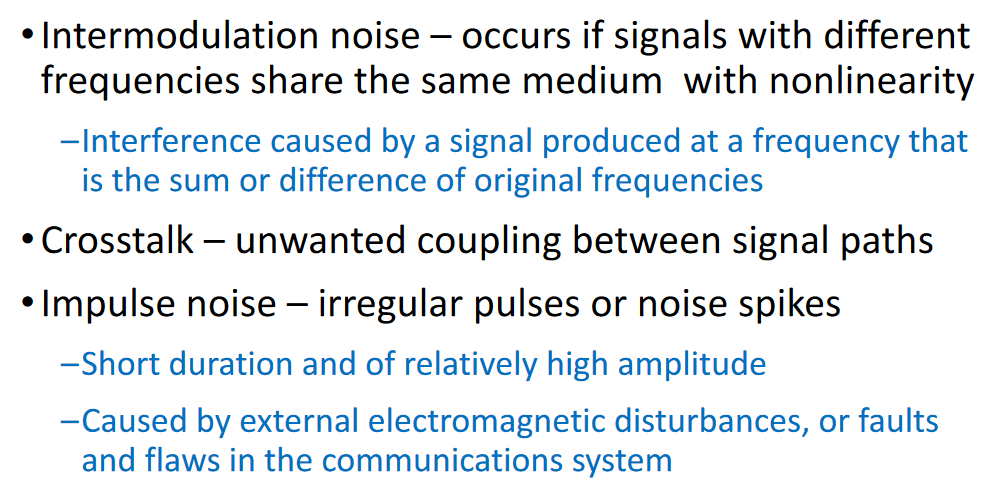 • Intermodulation noise – occurs if signals with different
frequencies share the same medium  with nonlinearity
–Interference caused by a signal produced at a frequency that
is the sum or difference of original frequencies
• Crosstalk – unwanted coupling between signal paths
• Impulse noise – irregular pulses or noise spikes
–Short duration and of relatively high amplitude
–Caused by external electromagnetic disturbances, or faults
and flaws in the communications system